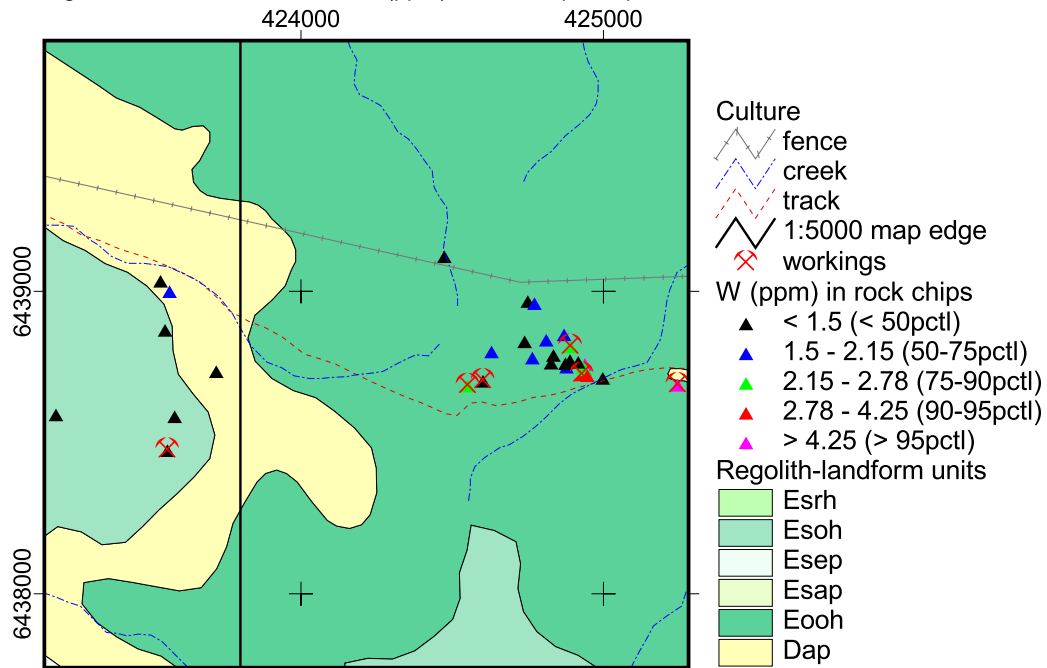 424000 425000
6439000
6438000
Culture
fence
creek
track
1:5000 map edge
workings
W (ppm) in rock chips
< 1.5 (< 50pctl)
1.5 - 2.15 (50-75pctl)
2.15 - 2.78 (75-90pctl)
2.78 - 4.25 (90-95pctl)
> 4.25 (> 95pctl)
Regolith-landform units
Esrh
Esoh
Esep
Esap
Eooh
Dap